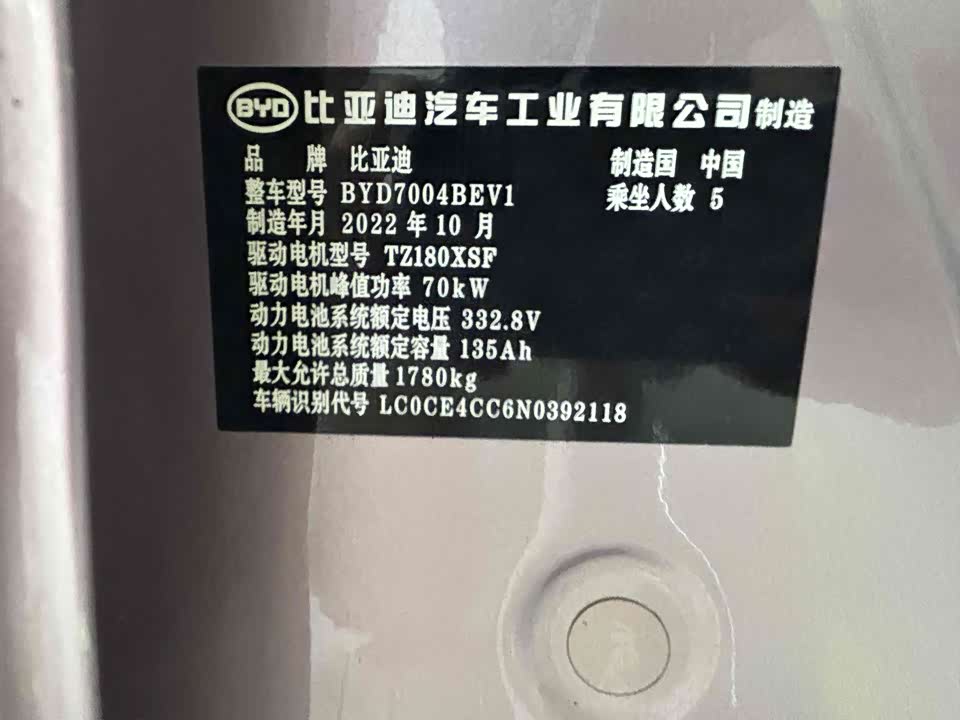 BYD 比亚迪汽车工业有限公司制造
品 牌 比亚迪 制造国 中国
整车型号 BYD7004BEV1 乘坐人数 5
制造年月 2022 年 10 月
驱动电机型号 TZ180XSF
驱动电机峰值功率 70kW
动力电池系统额定电压 332.8V
动力电池系统额定容量 135Ah
最大允许总质量 1780kg
车辆识别代号 LC0CE4CC6N0392118